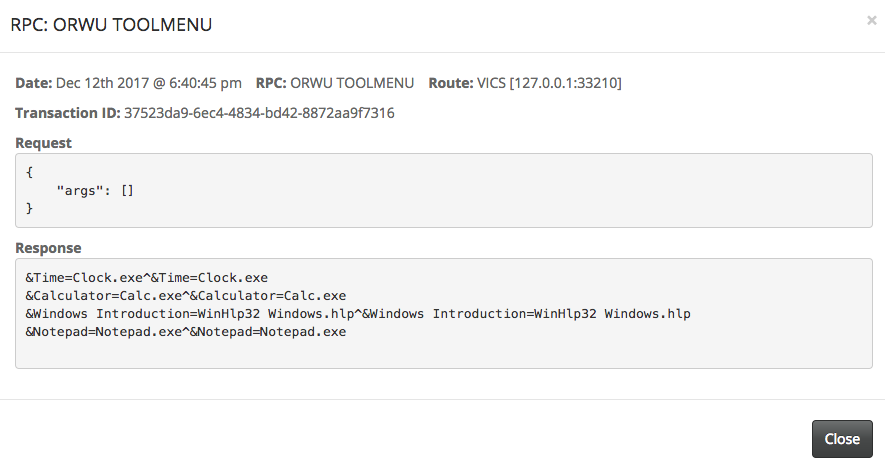 RPC: ORWU TOOLMENU
×
Date: Dec 12th 2017 @ 6:40:45 pm RPC: ORWU TOOLMENU Route: VICS [127.0.0.1:33210]
Transaction ID: 37523da9-6ec4-4834-bd42-8872aa9f7316
Request
{
    "args": []
}
Response
&Time=Clock.exe^&Time=Clock.exe
&Calculator=Calc.exe^&Calculator=Calc.exe
&Windows Introduction=WinHlp32 Windows.hlp^&Windows Introduction=WinHlp32 Windows.hlp
&Notepad=Notepad.exe^&Notepad=Notepad.exe
Close